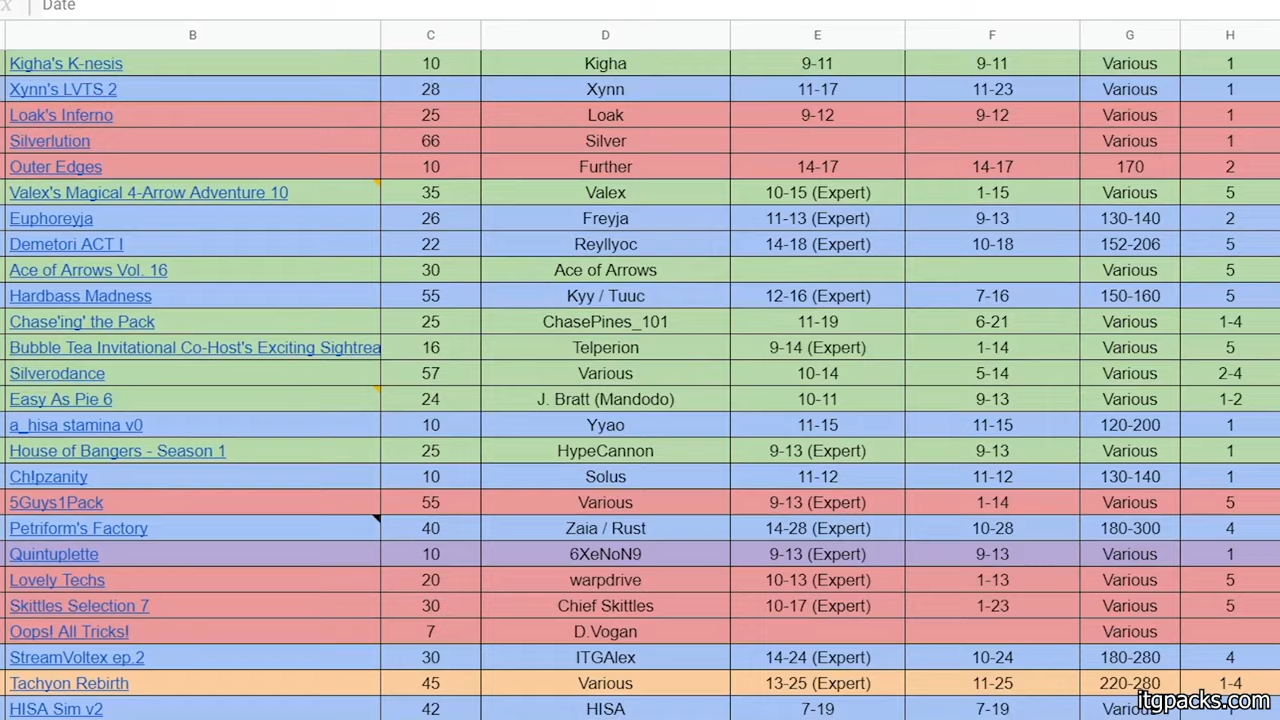 Date
B C D E F G H
Kigha's K-nesis 10 Kigha 9-11 9-11 Various 1
Xynn's LVTS 2 28 Xynn 11-17 11-23 Various 1
Loak's Inferno 25 Loak 9-12 9-12 Various 1
Silverlution 66 Silver Various 1
Outer Edges 10 Further 14-17 14-17 170 2
Valex's Magical 4-Arrow Adventure 10 35 Valex 10-15 (Expert) 1-15 Various 5
Euphoreyja 26 Freyja 11-13 (Expert) 9-13 130-140 2
Demetori ACT I 22 Reyllyoc 14-18 (Expert) 10-18 152-206 5
Ace of Arrows Vol. 16 30 Ace of Arrows Various 5
Hardbass Madness 55 Kyy / Tuuc 12-16 (Expert) 7-16 150-160 5
Chase'ing' the Pack 25 ChasePines_101 11-19 6-21 Various 1-4
Bubble Tea Invitational Co-Host's Exciting Sightrea 16 Telperion 9-14 (Expert) 1-14 Various 5
Silverodance 57 Various 10-14 5-14 Various 2-4
Easy As Pie 6 24 J. Bratt (Mandodo) 10-11 9-13 Various 1-2
a_hisa stamina v0 10 Yyao 11-15 11-15 120-200 1
House of Bangers - Season 1 25 HypeCannon 9-13 (Expert) 9-13 Various 1
Ch!pzanity 10 Solus 11-12 11-12 130-140 1
5Guys1Pack 55 Various 9-13 (Expert) 1-14 Various 5
Petriform's Factory 40 Zaia / Rust 14-28 (Expert) 10-28 180-300 4
Quintuplette 10 6XeNoN9 9-13 (Expert) 9-13 Various 1
Lovely Techs 20 warpdrive 10-13 (Expert) 1-13 Various 5
Skittles Selection 7 30 Chief Skittles 10-17 (Expert) 1-23 Various 5
Oops! All Tricks! 7 D.Vogan Various
StreamVoltex ep.2 30 ITGAlex 14-24 (Expert) 10-24 180-280 4
Tachyon Rebirth 45 Various 13-25 (Expert) 11-25 220-280 1-4
HISA Sim v2 42 HISA 7-19 7-19
itgpacks.com